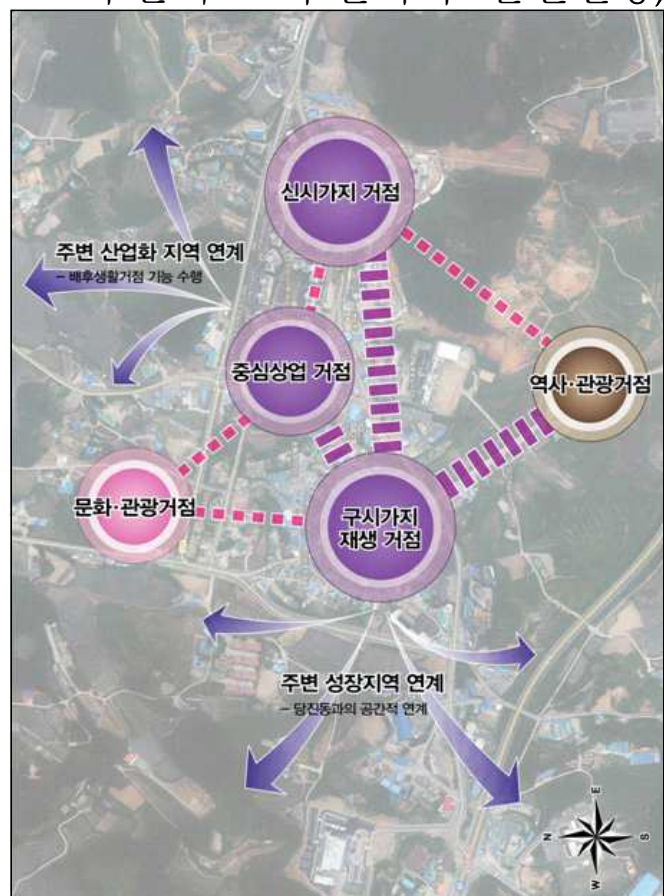 신시가지 거점
주변 산업화 지역 연계
– 배후생활거점 기능 수행
중심상업 거점
역사·관광거점
문화·관광거점
구시가지
재생 거점
주변 성장지역 연계
– 당진동과의 공간적 연계
E
N
S
W